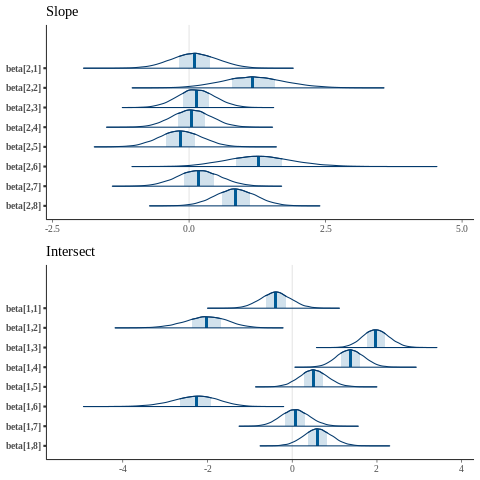 Slope
beta[2,1]
beta[2,2]
beta[2,3]
beta[2,4]
beta[2,5]
beta[2,6]
beta[2,7]
beta[2,8]
-2.5 0.0 2.5 5.0
Intersect
beta[1,1]
beta[1,2]
beta[1,3]
beta[1,4]
beta[1,5]
beta[1,6]
beta[1,7]
beta[1,8]
-4 -2 0 2 4